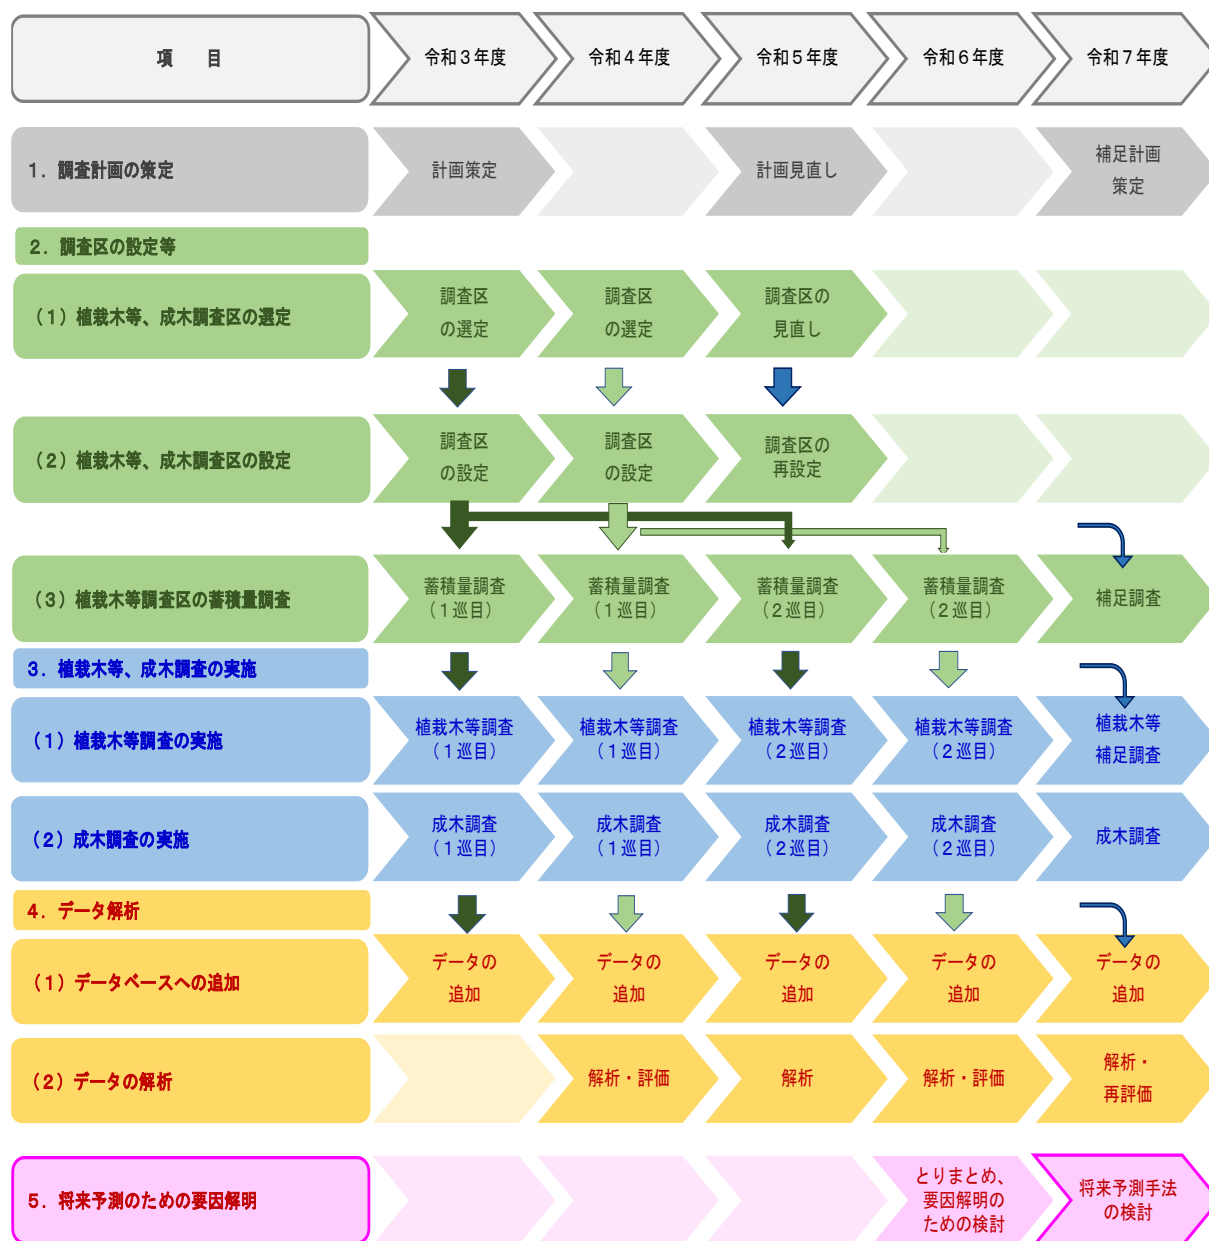 項　目
令和３年度
令和４年度
令和５年度
令和６年度
令和７年度
１．調査計画の策定
計画策定
計画見直し
補足計画
策定
２．調査区の設定等
（１）植栽木等、成木調査区の選定
調査区
の選定
調査区
の選定
調査区の
見直し
（２）植栽木等、成木調査区の設定
調査区
の設定
調査区
の設定
調査区の
再設定
（３）植栽木等調査区の蓄積量調査
蓄積量調査
（１巡目）
蓄積量調査
（１巡目）
蓄積量調査
（２巡目）
蓄積量調査
（２巡目）
補足調査
３．植栽木等、成木調査の実施
（１）植栽木等調査の実施
植栽木等調査
（１巡目）
植栽木等調査
（１巡目）
植栽木等調査
（２巡目）
植栽木等調査
（２巡目）
植栽木等
補足調査
（２）成木調査の実施
成木調査
（１巡目）
成木調査
（１巡目）
成木調査
（２巡目）
成木調査
（２巡目）
成木調査
４．データ解析
（１）データベースへの追加
データの
追加
データの
追加
データの
追加
データの
追加
データの
追加
（２）データの解析
解析・評価
解析
解析・評価
解析・
再評価
５．将来予測のための要因解明
とりまとめ、
要因解明の
ための検討
将来予測手法
の検討